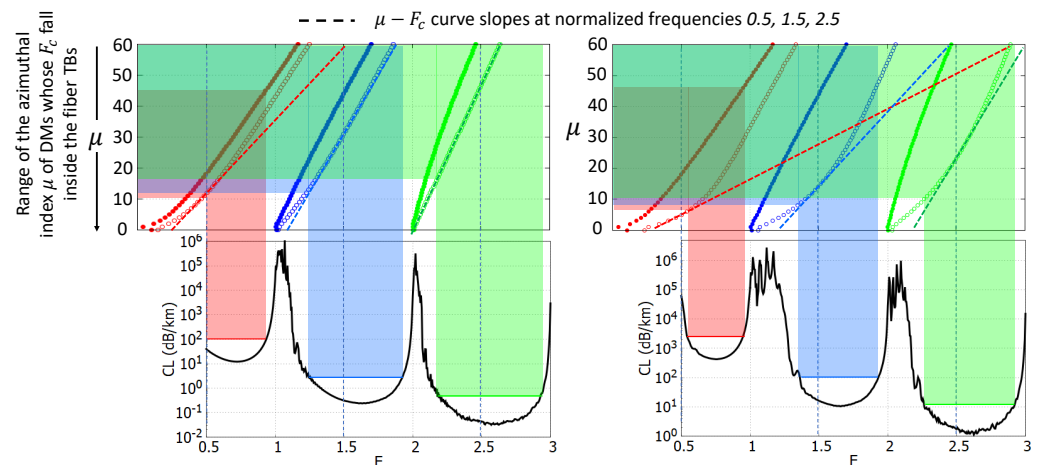 μ − F_c curve slopes at normalized frequencies 0.5, 1.5, 2.5
Range of the azimuthal
index μ of DMs whose F_c fall
inside the fiber TBs
μ
60
50
40
30
20
10
0
μ
60
50
40
30
20
10
0
CL (dB/km)
10^6
10^5
10^4
10^3
10^2
10^1
10^0
10^-1
10^-2
0.5 1 1.5 2 2.5 3
F
CL (dB/km)
10^5
10^4
10^3
10^2
10^1
10^0
0.5 1 1.5 2 2.5 3
F